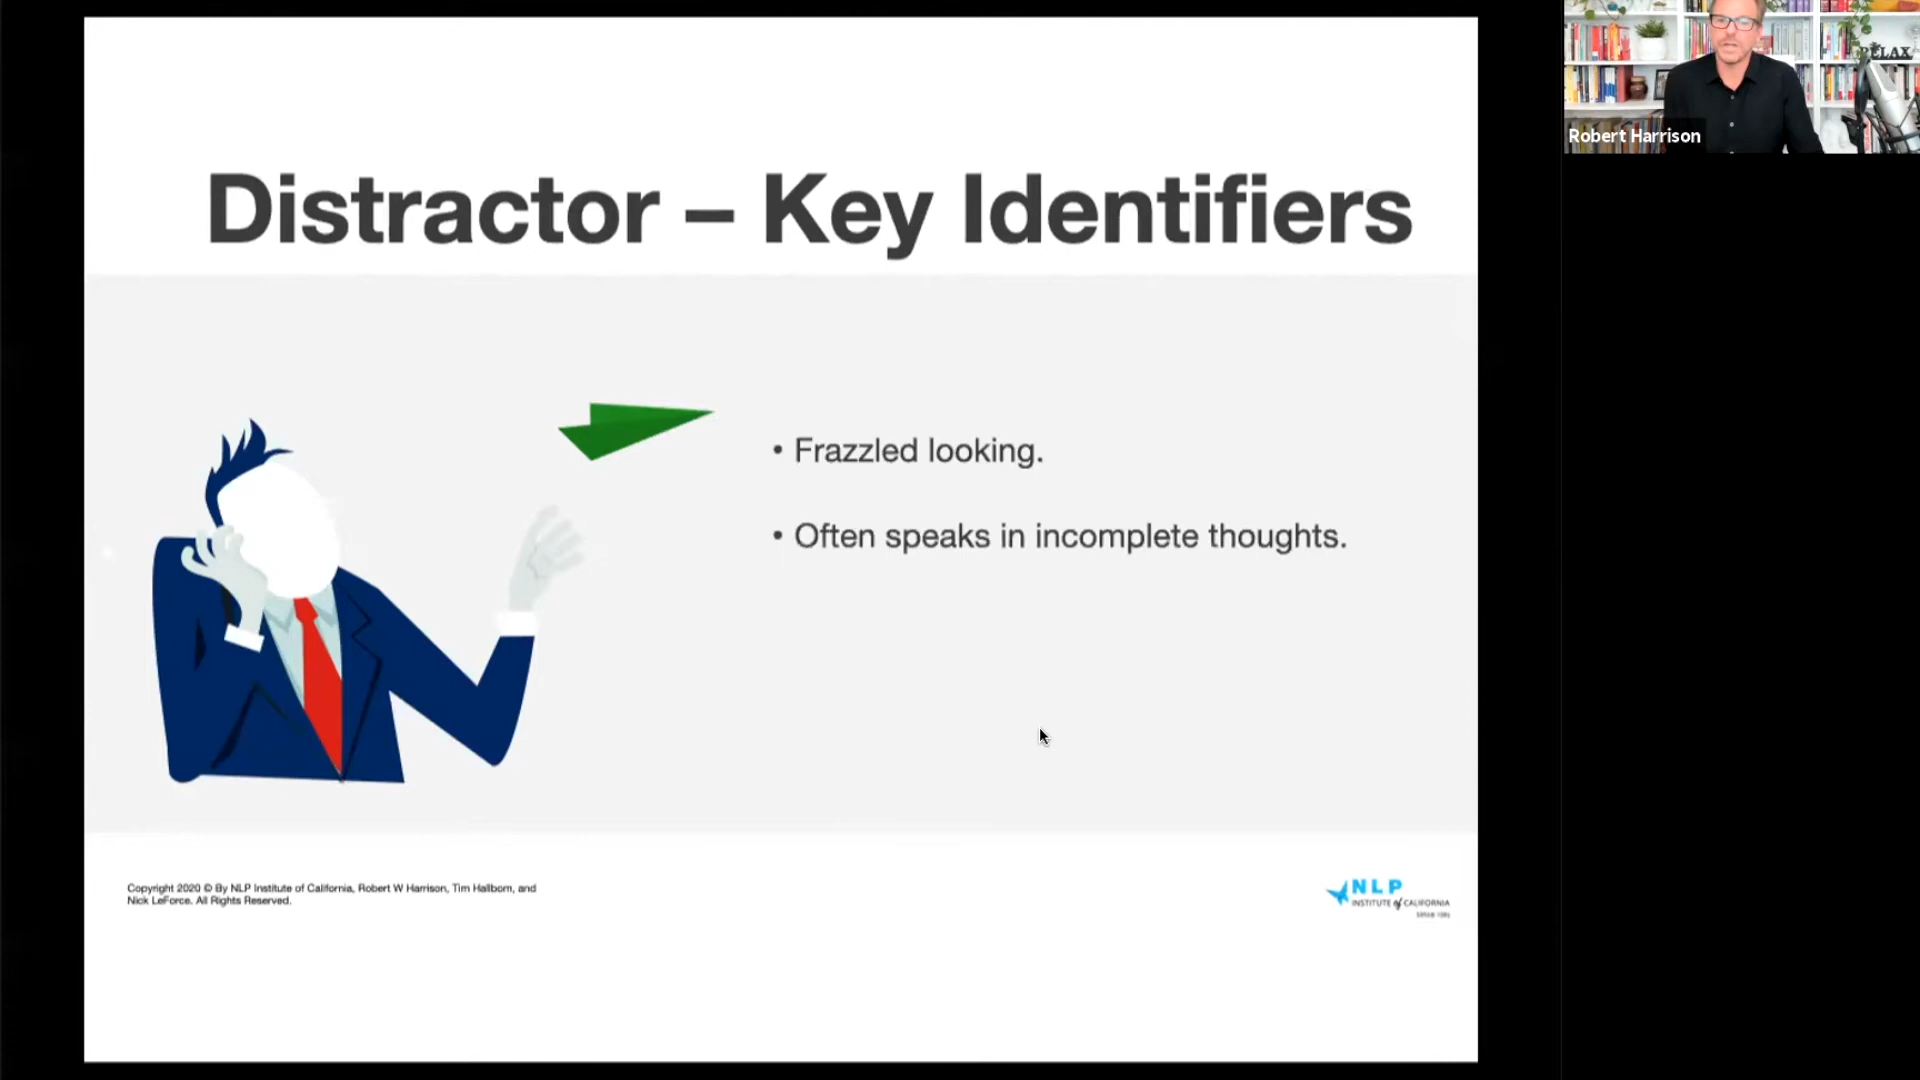 RELAX
Robert Harrison
Distractor – Key Identifiers
• Frazzled looking.
• Often speaks in incomplete thoughts.
Copyright 2020 © By NLP Institute of California, Robert W Harrison, Tim Hallbom, and
Nick LeForce. All Rights Reserved.
NLP
INSTITUTE of CALIFORNIA